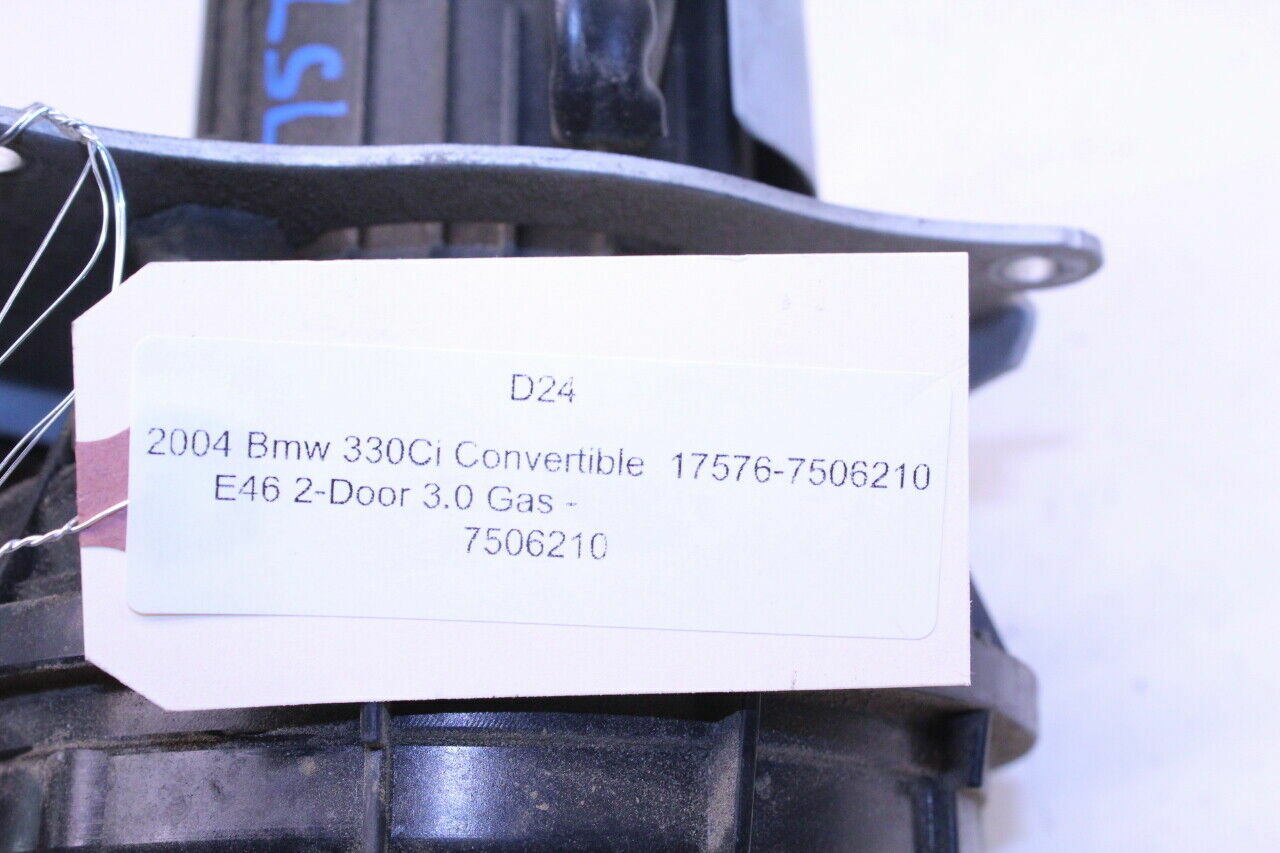 D24
2004 Bmw 330Ci Convertible 17576-7506210
E46 2-Door 3.0 Gas -
7506210